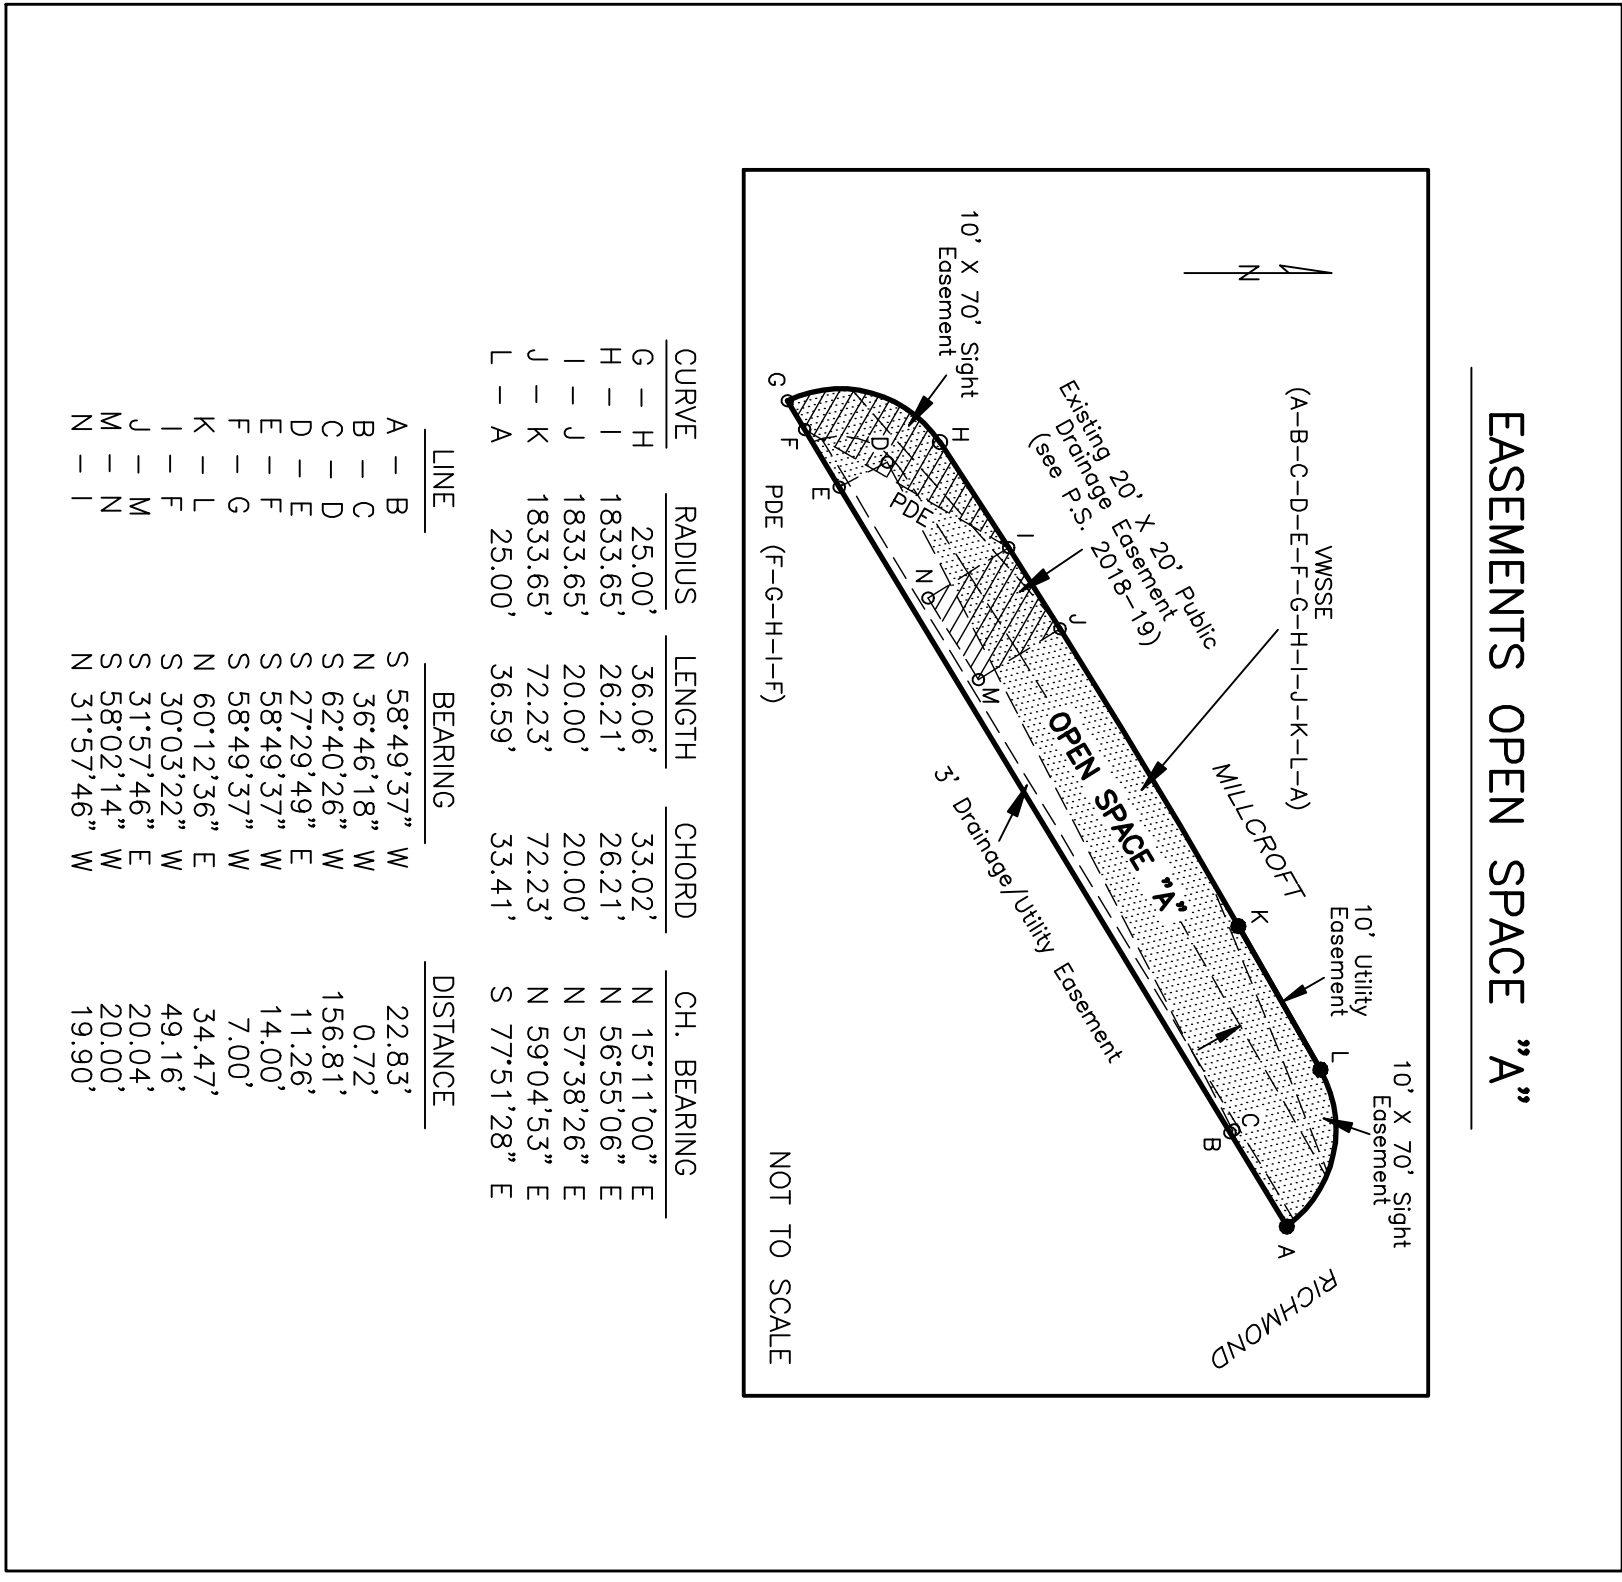 EASEMENTS OPEN SPACE "A"
VWSSE
(A–B–C–D–E–F–G–H–I–J–K–L–A)
10' Utility
Easement
10' X 70' Sight
Easement
RICHMOND
MILLCROFT
Existing 20' X 20' Public
Drainage Easement
(see P.S. 2018–19)
10' X 70' Sight
Easement
N
OPEN SPACE "A"
3' Drainage/Utility Easement
PDE
PDE (F–G–H–I–F)
A
B
C
D
E
F
G
H
I
J
K
L
M
N
NOT TO SCALE
CURVE RADIUS LENGTH CHORD CH. BEARING
G – H 25.00' 36.06' 33.02' N 15°11'00" E
H – I 1833.65' 26.21' 26.21' N 56°55'06" E
I – J 1833.65' 20.00' 20.00' N 57°38'26" E
J – K 1833.65' 72.23' 72.23' N 59°04'53" E
L – A 25.00' 36.59' 33.41' S 77°51'28" E
LINE BEARING DISTANCE
A – B S 58°49'37" W 22.83'
B – C N 36°46'18" W 0.72'
C – D S 62°40'26" W 156.81'
D – E S 27°29'49" E 11.26'
E – F S 58°49'37" W 14.00'
F – G S 58°49'37" W 7.00'
K – L N 60°12'36" E 34.47'
I – F S 30°03'22" W 49.16'
J – M S 31°57'46" E 20.04'
M – N S 58°02'14" W 20.00'
N – I N 31°57'46" W 19.90'